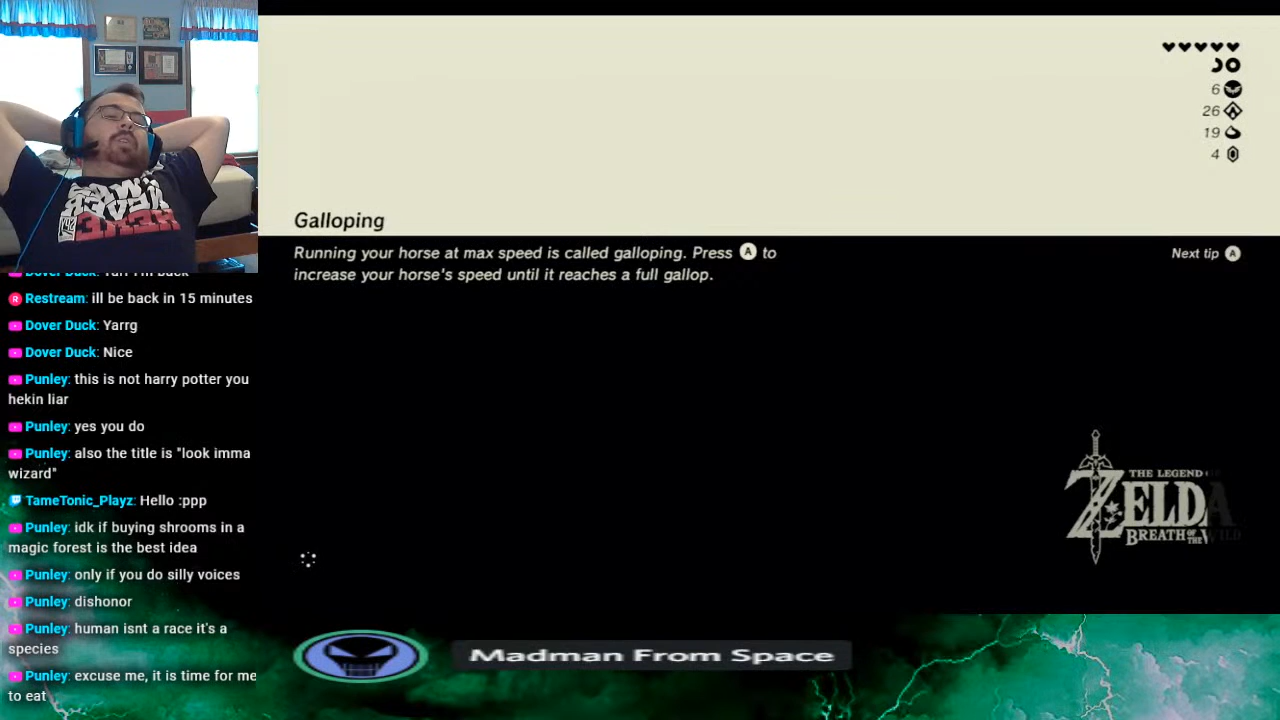 6
26
19
4
Galloping
Running your horse at max speed is called galloping. Press A to
increase your horse's speed until it reaches a full gallop.
Next tip A
Restream: ill be back in 15 minutes
Dover Duck: Yarrg
Dover Duck: Nice
Punley: this is not harry potter you
hekin liar
Punley: yes you do
Punley: also the title is "look imma
wizard"
TameTonic_Playz: Hello :ppp
Punley: idk if buying shrooms in a
magic forest is the best idea
Punley: only if you do silly voices
Punley: dishonor
Punley: human isnt a race it's a
species
Punley: excuse me, it is time for me
to eat
THE LEGEND OF
ZELDA
BREATH OF THE WILD
Madman From Space